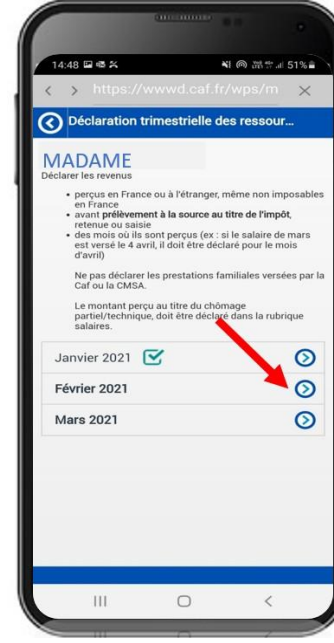 14:48
51%
https://wwwd.caf.fr/wps/m
Déclaration trimestrielle des ressour...
MADAME
Déclarer les revenus
• perçus en France ou à l'étranger, même non imposables
en France
• avant prélèvement à la source au titre de l'impôt,
retenue ou saisie
• des mois où ils sont perçus (ex : si le salaire de mars
est versé le 4 avril, il doit être déclaré pour le mois
d'avril)
Ne pas déclarer les prestations familiales versées par la
Caf ou la CMSA.
Le montant perçu au titre du chômage
partiel/technique, doit être déclaré dans la rubrique
salaires.
Janvier 2021
Février 2021
Mars 2021